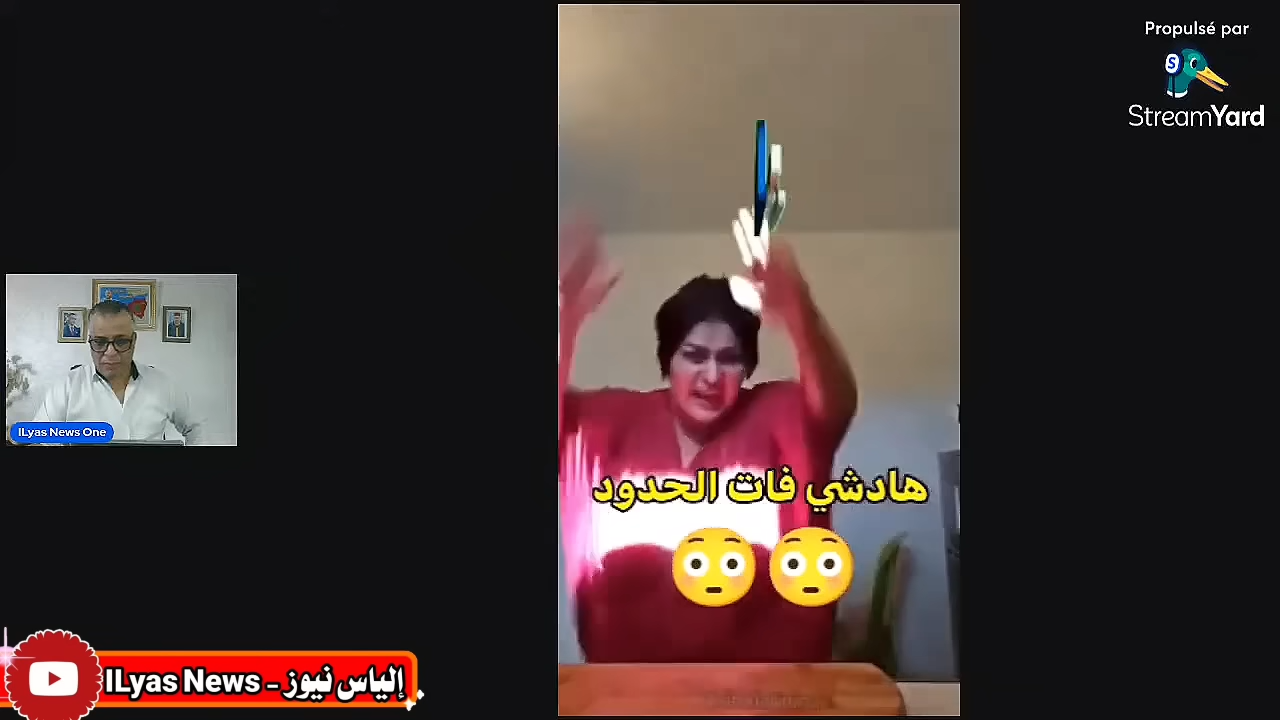 Propulsé par
StreamYard
هادشي فات الحدود
ILyas News One
ILyas News - إلياس نيوز